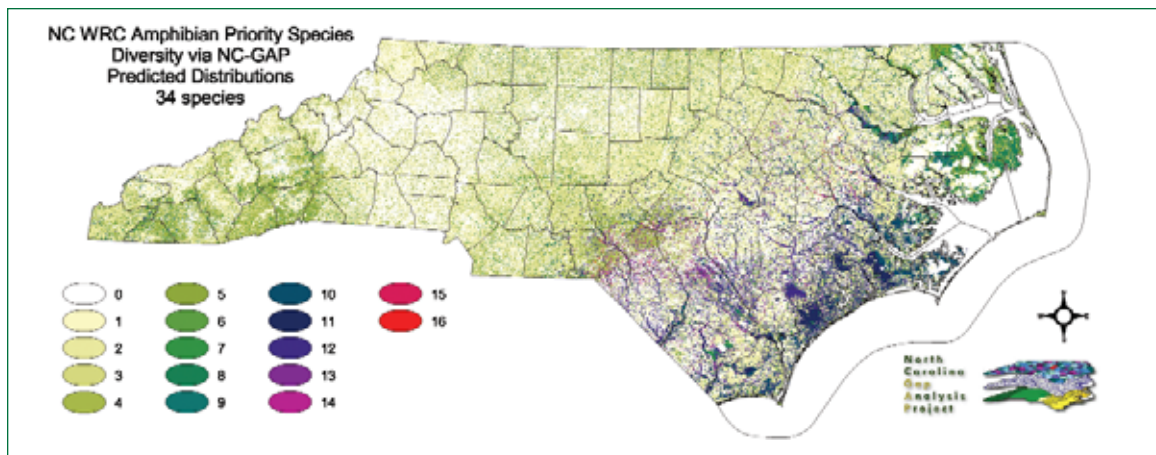 NC WRC Amphibian Priority Species
Diversity via NC-GAP
Predicted Distributions
34 species
0
1
2
3
4
5
6
7
8
9
10
11
12
13
14
15
16
North
Carolina
Gap
Analysis
Project